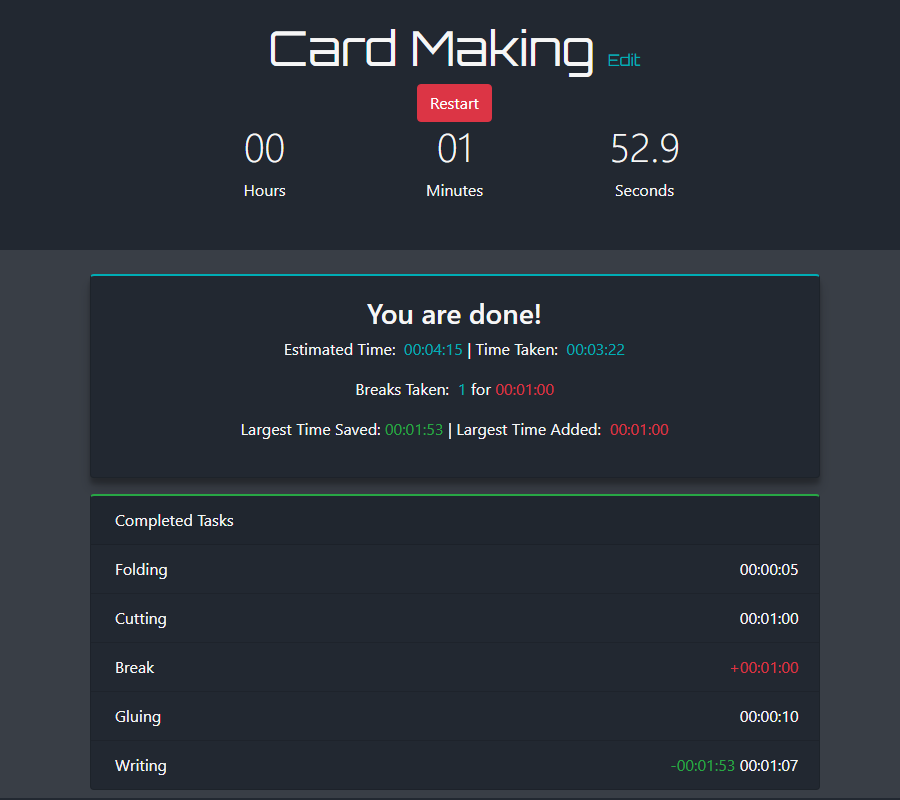 Card Making Edit
Restart
00 01 52.9
Hours Minutes Seconds
You are done!
Estimated Time: 00:04:15 | Time Taken: 00:03:22
Breaks Taken: 1 for 00:01:00
Largest Time Saved: 00:01:53 | Largest Time Added: 00:01:00
Completed Tasks
Folding 00:00:05
Cutting 00:01:00
Break +00:01:00
Gluing 00:00:10
Writing -00:01:53 00:01:07